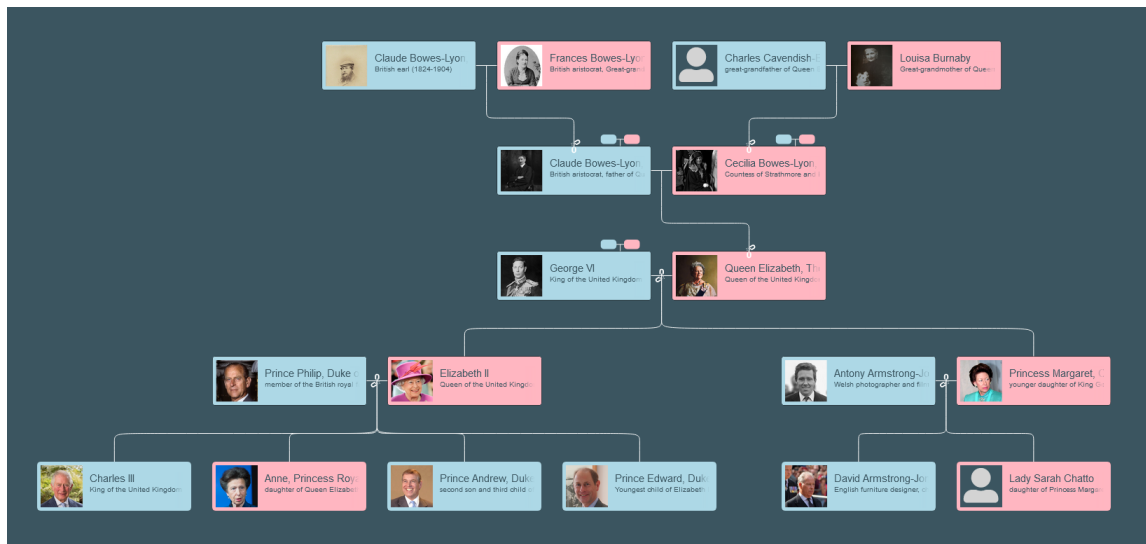 Claude Bowes-Lyon
British earl (1824-1904)
Frances Bowes-Lyo
British aristocrat, Great-gran
Charles Cavendish-
great-grandfather of Queen
Louisa Burnaby
Great-grandmother of Queen
Claude Bowes-Lyon
British aristocrat, father of Q
Cecilia Bowes-Lyon
Countess of Strathmore and
George VI
King of the United Kingdom
Queen Elizabeth, Th
Queen of the United Kingdo
Prince Philip, Duke o
member of the British royal
Elizabeth II
Queen of the United Kingdo
Antony Armstrong-Jo
Welsh photographer and film
Princess Margaret, C
younger daughter of King G
Charles III
King of the United Kingdom
Anne, Princess Roya
daughter of Queen Elizabeth
Prince Andrew, Duk
second son and third child o
Prince Edward, Duk
Youngest child of Elizabeth
David Armstrong-Jo
English furniture designer,
Lady Sarah Chatto
daughter of Princess Margar